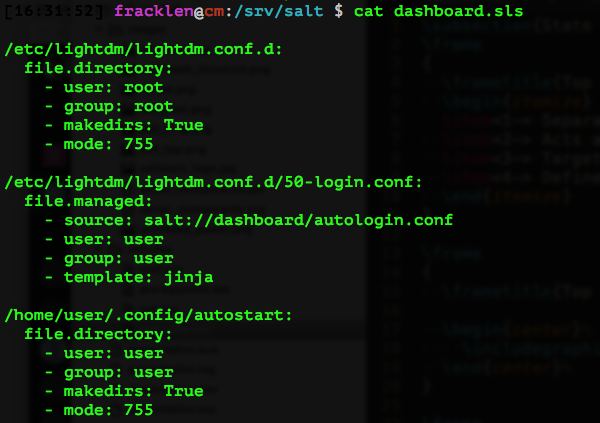 [16:31:52] fracklen@cm:/srv/salt $ cat dashboard.sls
/etc/lightdm/lightdm.conf.d:
  file.directory:
    - user: root
    - group: root
    - makedirs: True
    - mode: 755
/etc/lightdm/lightdm.conf.d/50-login.conf:
  file.managed:
    - source: salt://dashboard/autologin.conf
    - user: user
    - group: user
    - template: jinja
/home/user/.config/autostart:
  file.directory:
    - user: user
    - group: user
    - makedirs: True
    - mode: 755